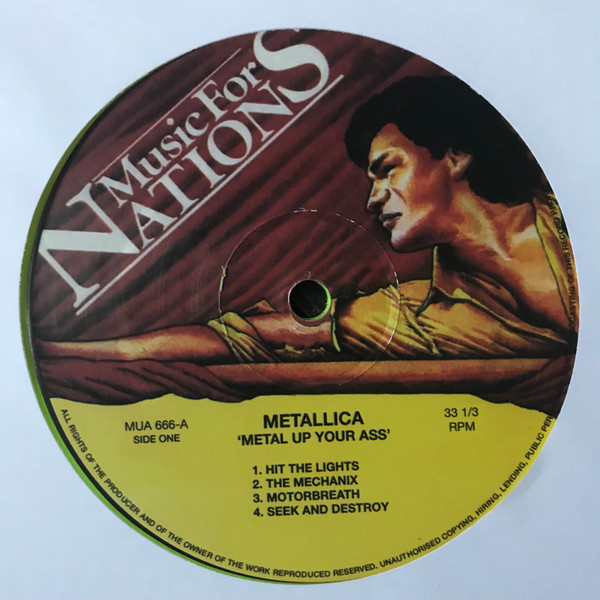 Music For
NATIONS
MUA 666-A
SIDE ONE
METALLICA
'METAL UP YOUR ASS'
33 1/3
RPM
1. HIT THE LIGHTS
2. THE MECHANIX
3. MOTORBREATH
4. SEEK AND DESTROY
ALL RIGHTS OF THE PRODUCER AND OF THE OWNER OF THE WORK REPRODUCED RESERVED. UNAUTHORISED COPYING, HIRING, LENDING, PUBLIC